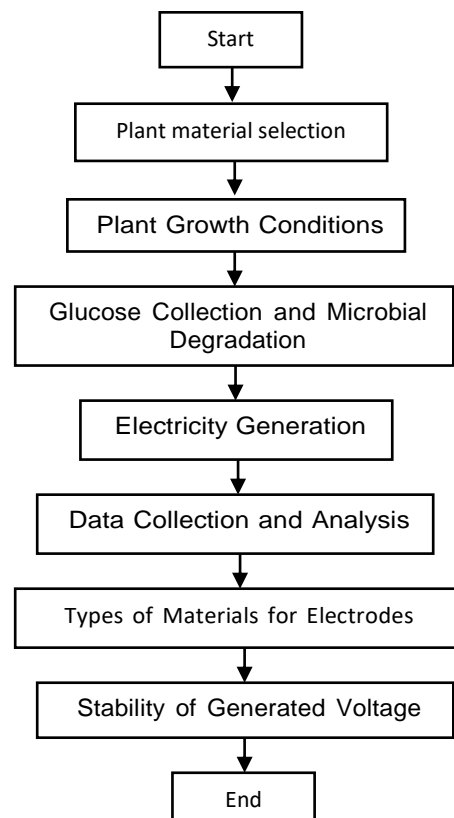 Start
Plant material selection
Plant Growth Conditions
Glucose Collection and Microbial
Degradation
Electricity Generation
Data Collection and Analysis
Types of Materials for Electrodes
Stability of Generated Voltage
End